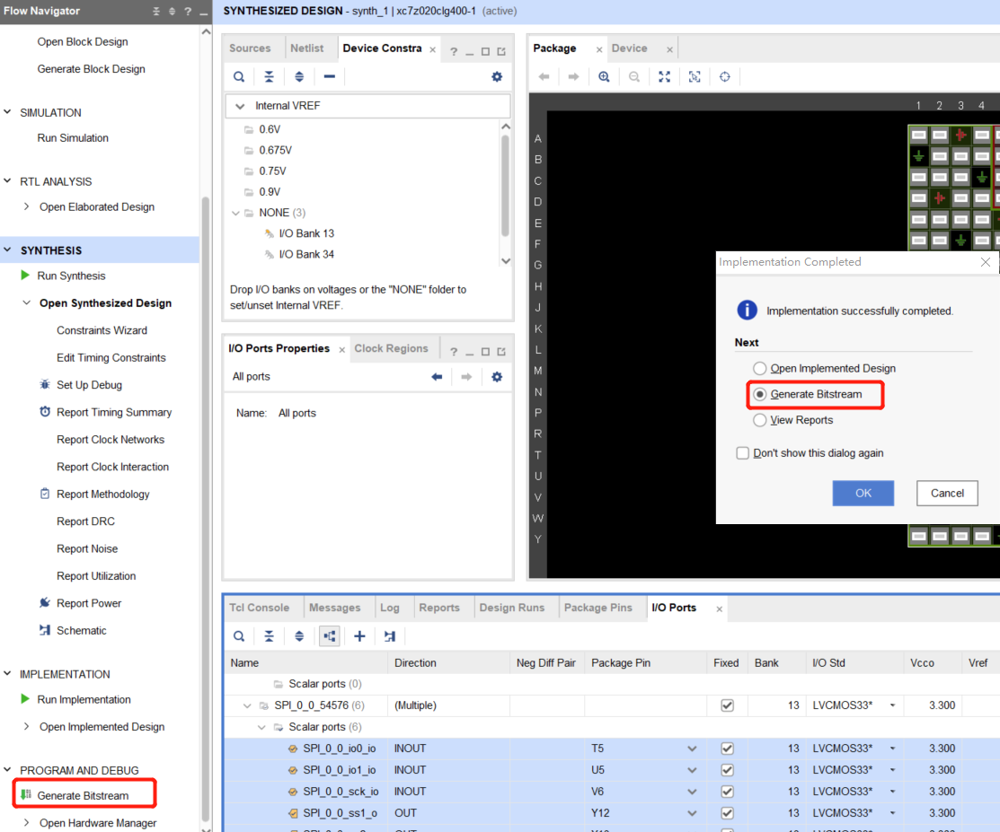 Flow Navigator
?
SYNTHESIZED DESIGN - synth_1 | xc7z020clg400-1 (active)
Open Block Design
Generate Block Design
SIMULATION
Run Simulation
RTL ANALYSIS
Open Elaborated Design
SYNTHESIS
Run Synthesis
Open Synthesized Design
Constraints Wizard
Edit Timing Constraints
Set Up Debug
Report Timing Summary
Report Clock Networks
Report Clock Interaction
Report Methodology
Report DRC
Report Noise
Report Utilization
Report Power
Schematic
IMPLEMENTATION
Run Implementation
Open Implemented Design
PROGRAM AND DEBUG
Generate Bitstream
Open Hardware Manager
Sources Netlist Device Constra ?
Internal VREF
0.6V
0.675V
0.75V
0.9V
NONE (3)
I/O Bank 13
I/O Bank 34
Drop I/O banks on voltages or the "NONE" folder to
set/unset Internal VREF.
I/O Ports Properties Clock Regions ?
All ports
Name: All ports
Package Device
1 2 3 4
A
B
C
D
E
F
G
H
J
K
L
M
N
P
R
T
U
V
W
Y
Implementation Completed
Implementation successfully completed.
Next
Open Implemented Design
Generate Bitstream
View Reports
Don't show this dialog again
OK Cancel
Tcl Console Messages Log Reports Design Runs Package Pins I/O Ports
Name Direction Neg Diff Pair Package Pin Fixed Bank I/O Std Vcco Vref
Scalar ports (0)
SPI_0_0_54576 (6) (Multiple) 13 LVCMOS33* 3.300
Scalar ports (6)
SPI_0_0_io0_io INOUT T5 13 LVCMOS33* 3.300
SPI_0_0_io1_io INOUT U5 13 LVCMOS33* 3.300
SPI_0_0_sck_io INOUT V6 13 LVCMOS33* 3.300
SPI_0_0_ss1_o OUT Y12 13 LVCMOS33* 3.300